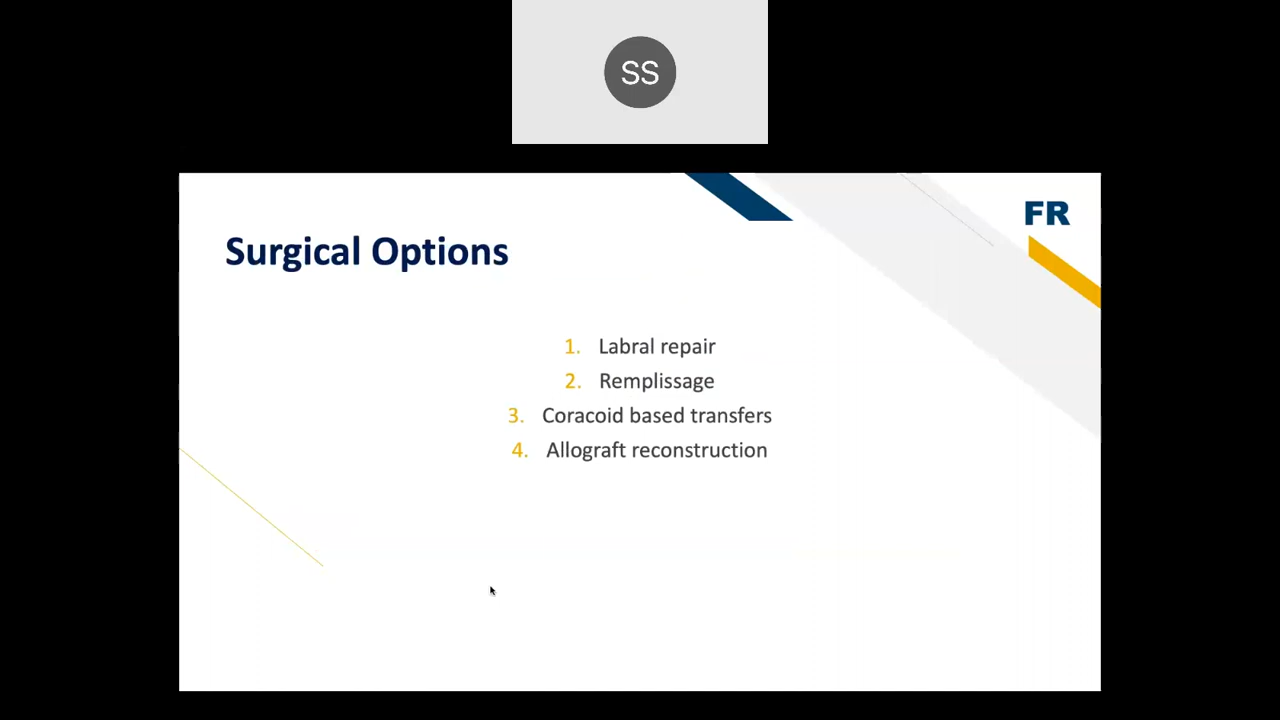 SS
FR
Surgical Options
1. Labral repair
2. Remplissage
3. Coracoid based transfers
4. Allograft reconstruction